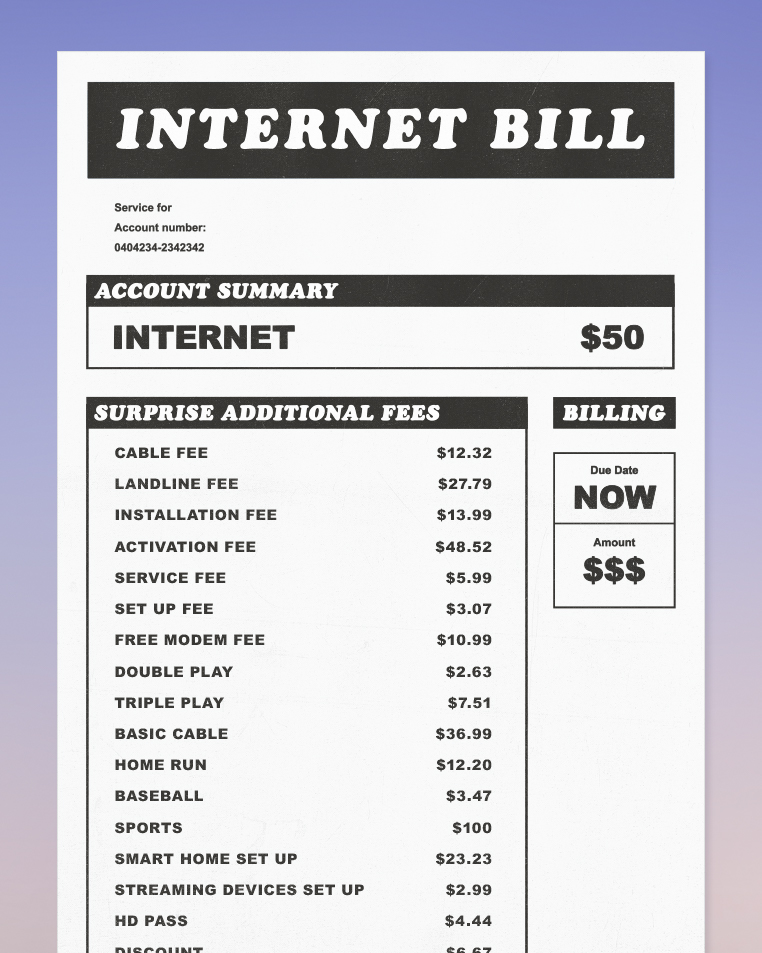 INTERNET BILL
Service for
Account number:
0404234-2342342
ACCOUNT SUMMARY
INTERNET $50
SURPRISE ADDITIONAL FEES
CABLE FEE $12.32
LANDLINE FEE $27.79
INSTALLATION FEE $13.99
ACTIVATION FEE $48.52
SERVICE FEE $5.99
SET UP FEE $3.07
FREE MODEM FEE $10.99
DOUBLE PLAY $2.63
TRIPLE PLAY $7.51
BASIC CABLE $36.99
HOME RUN $12.20
BASEBALL $3.47
SPORTS $100
SMART HOME SET UP $23.23
STREAMING DEVICES SET UP $2.99
HD PASS $4.44
DISCOUNT $6.67
BILLING
Due Date
NOW
Amount
$$$